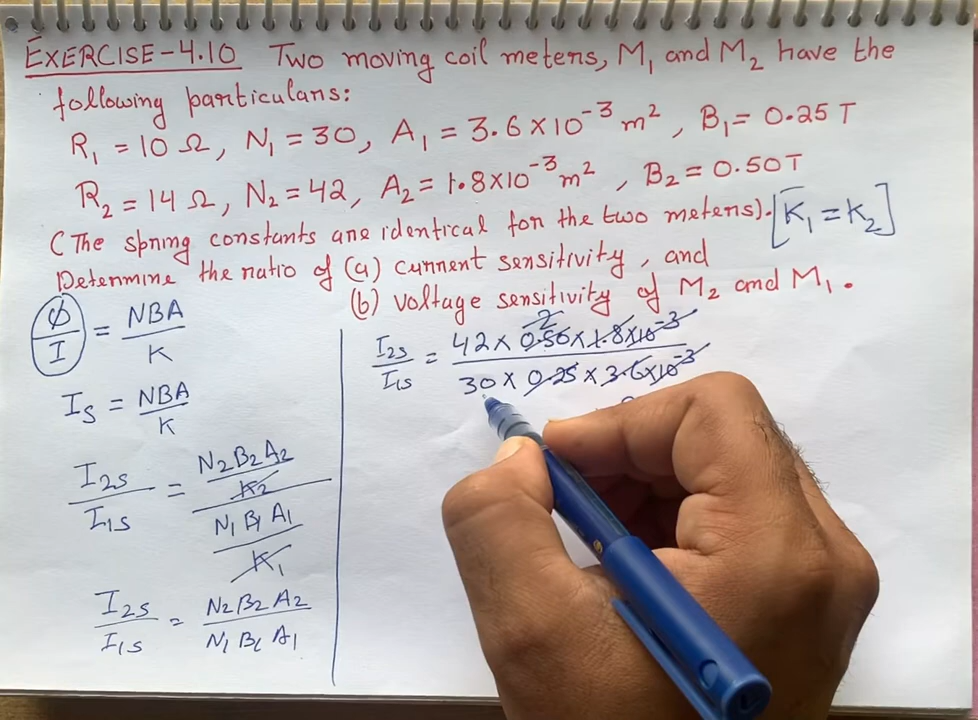 EXERCISE-4.10 Two moving coil meters, M₁ and M₂ have the
following particulars:
R₁ = 10 Ω, N₁ = 30, A₁ = 3.6 × 10⁻³ m², B₁ = 0.25 T
R₂ = 14 Ω, N₂ = 42, A₂ = 1.8×10⁻³ m², B₂ = 0.50T
(The spring constants are identical for the two meters). [K₁ = K₂]
Determine the ratio of (a) current sensitivity, and
(b) voltage sensitivity of M₂ and M₁.
Φ/I = NBA/K
I_S = NBA/K
I₂S/I₁S = (N₂B₂A₂/K₂)/(N₁B₁A₁/K₁)
I₂S/I₁S = N₂B₂A₂/N₁B₁A₁
I₂S/I₁S = 42 × 0.50 × 1.8×10⁻³/30 × 0.25 × 3.6×10⁻³
2